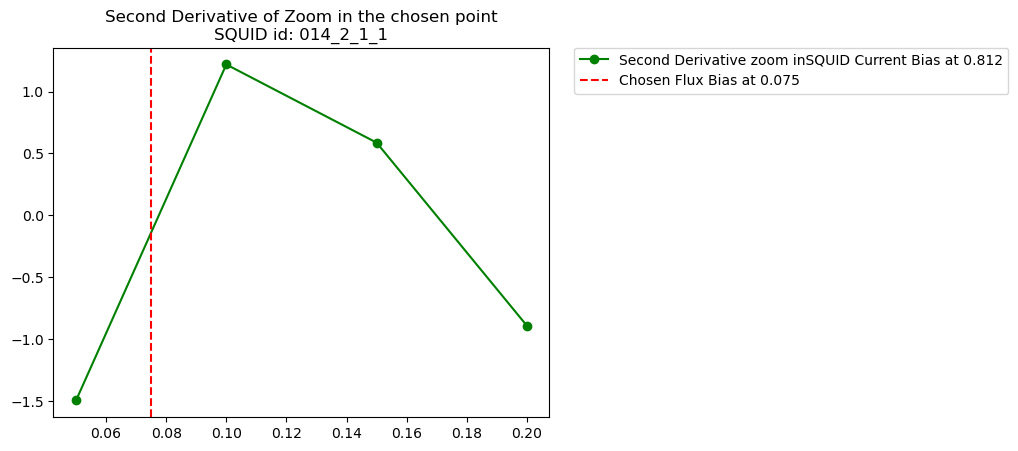 Second Derivative of Zoom in the chosen point
SQUID id: 014_2_1_1
Second Derivative zoom inSQUID Current Bias at 0.812
Chosen Flux Bias at 0.075
1.0
0.5
0.0
−0.5
−1.0
−1.5
0.06 0.08 0.10 0.12 0.14 0.16 0.18 0.20